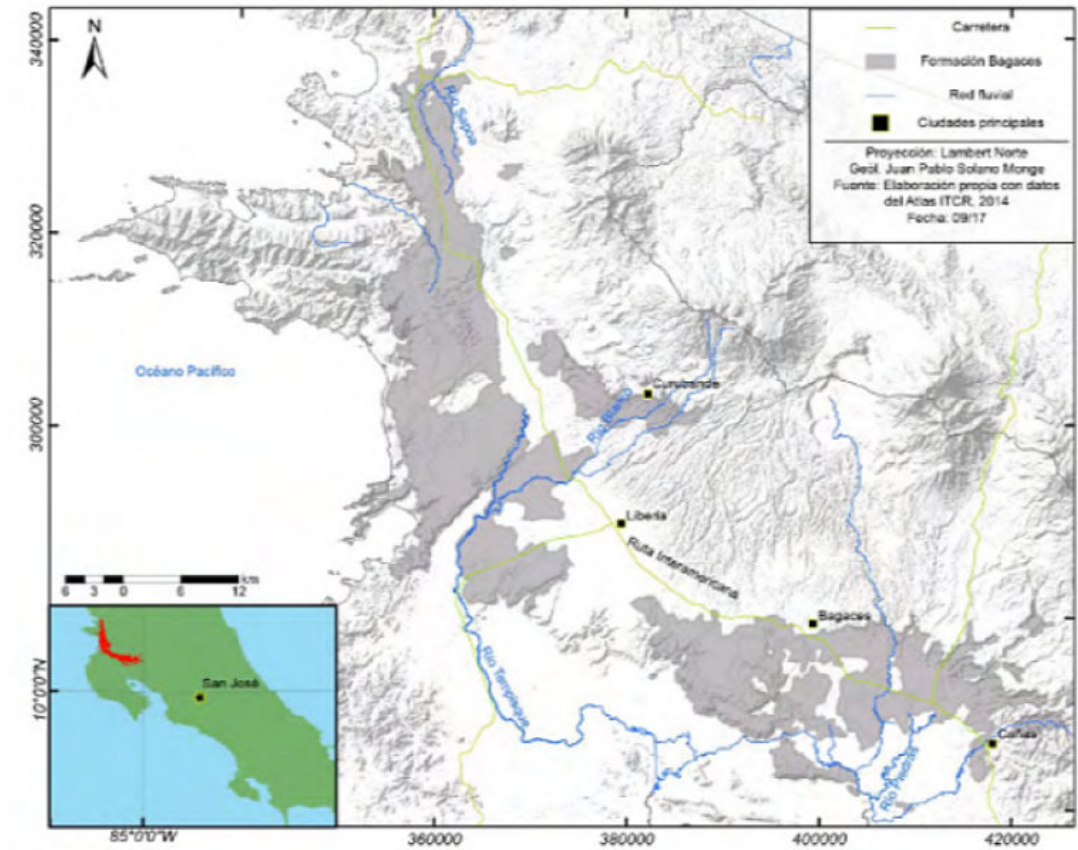 340000
320000
300000
10°0'0"N
N
Océano Pacífico
Río Sapoa
Curubandé
Río Blanco
Liberia
Ruta Interamericana
Bagaces
Río Tempisque
Río Piedras
Cañas
Carretera
Formación Bagaces
Red fluvial
Ciudades principales
Proyección: Lambert Norte
Geól. Juan Pablo Solano Monge
Fuente: Elaboración propia con datos
del Atlas ITCR, 2014
Fecha: 09/17
6 3 0 6 12 km
San José
85°0'0"W
360000 380000 400000 420000